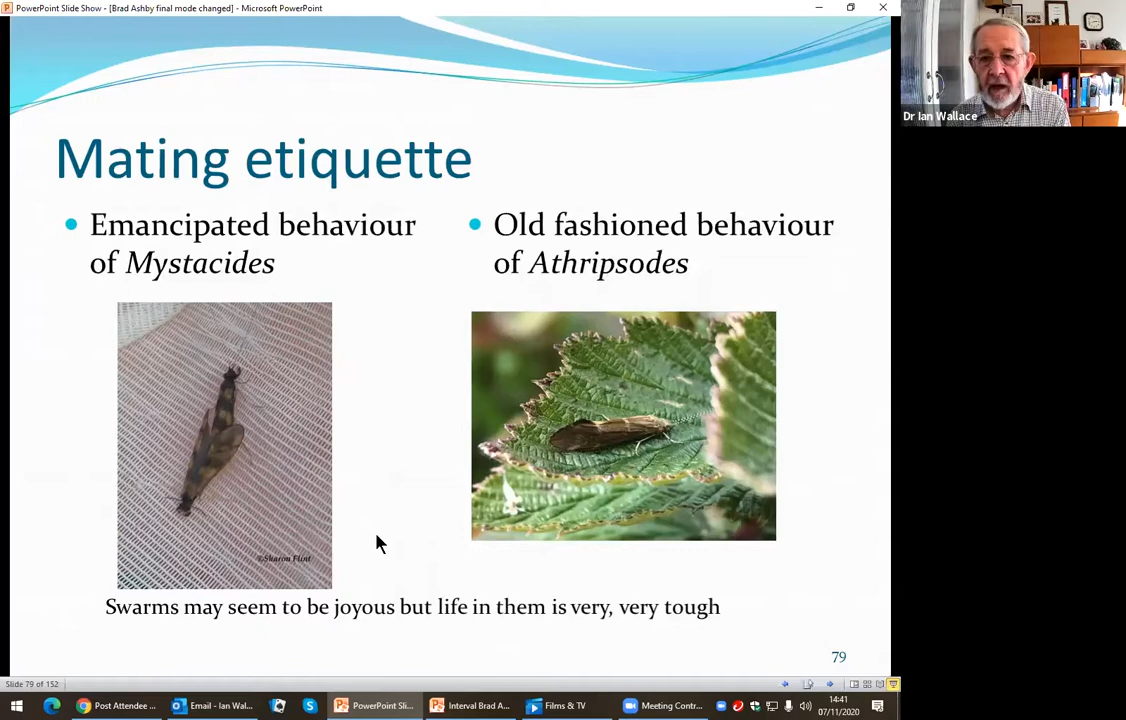 PowerPoint Slide Show - [Brad Ashby final mode changed] - Microsoft PowerPoint
Dr Ian Wallace
Mating etiquette
Emancipated behaviour
of Mystacides
Old fashioned behaviour
of Athripsodes
©Sharon Flint
Swarms may seem to be joyous but life in them is very, very tough
79
Slide 79 of 152
Post Attendee ...
Email - Ian Wal...
PowerPoint Sli...
Interval Brad A...
Films & TV
Meeting Contr...
14:41
07/11/2020